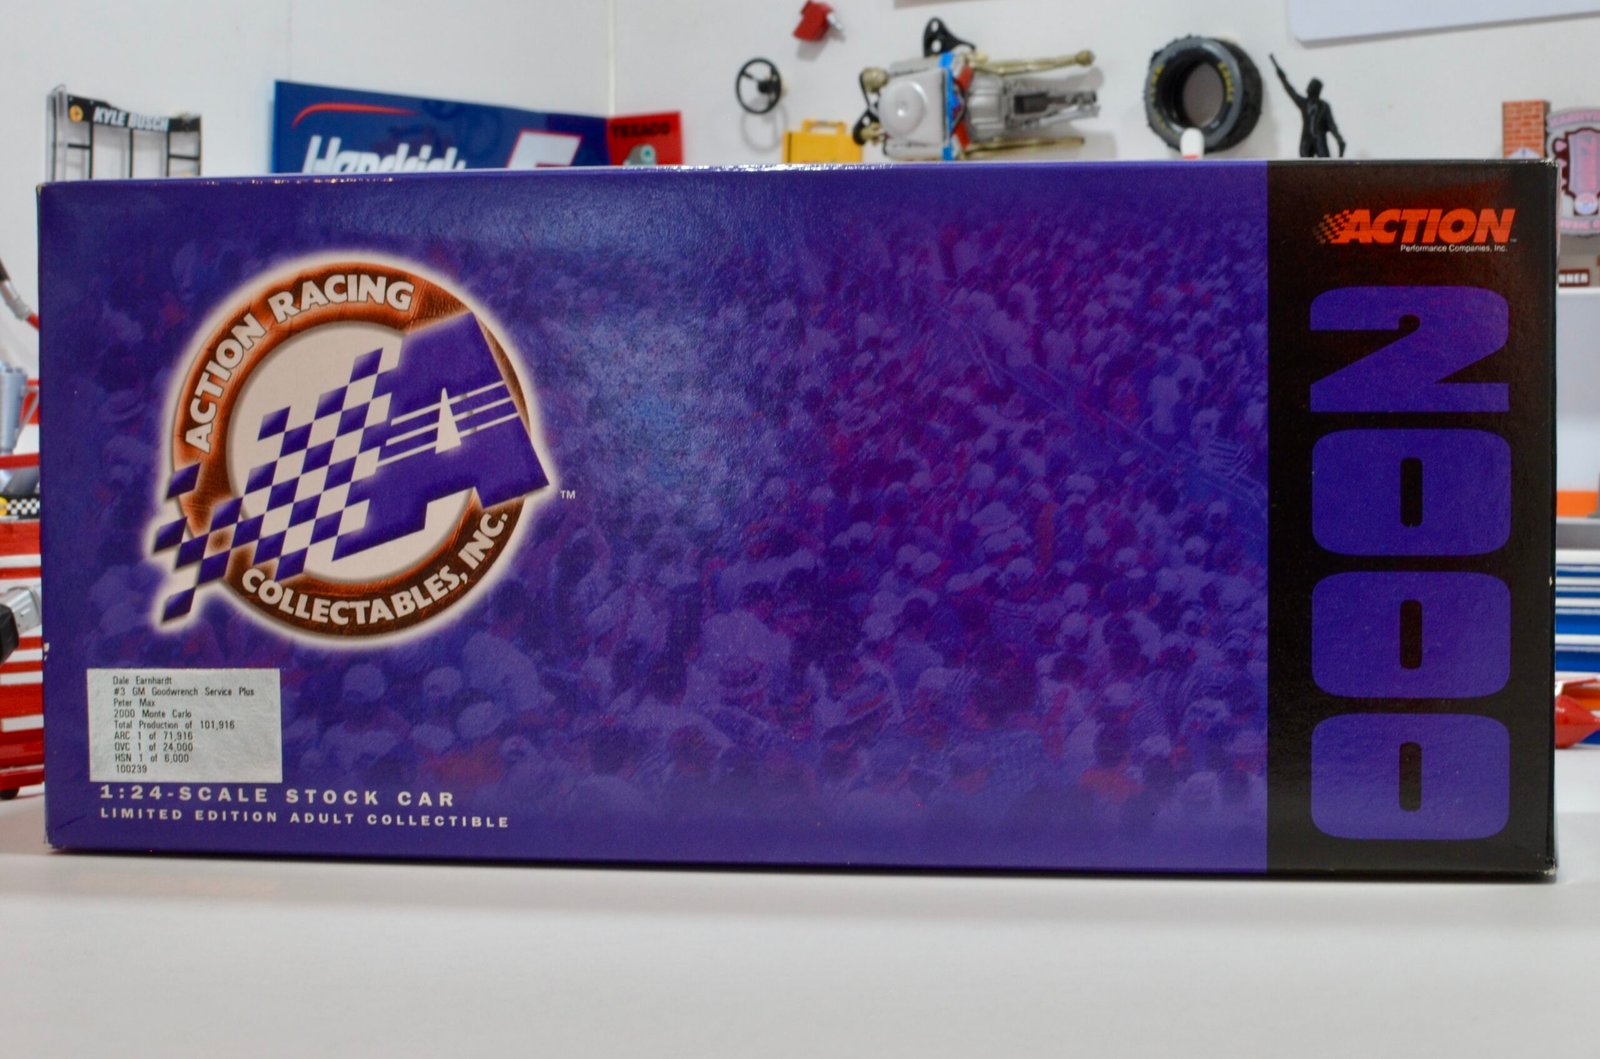 KYLE BUSCH
Hendrick
TEXACO
ACTION
Performance Companies, Inc.
2000
ACTION RACING
COLLECTABLES, INC.
A
TM
Dale Earnhardt
#3 GM Goodwrench Service Plus
Peter Max
2000 Monte Carlo
Total Production of 101,916
ARC 1 of 71,916
QVC 1 of 24,000
HSN 1 of 6,000
100239
1:24-SCALE STOCK CAR
LIMITED EDITION ADULT COLLECTIBLE